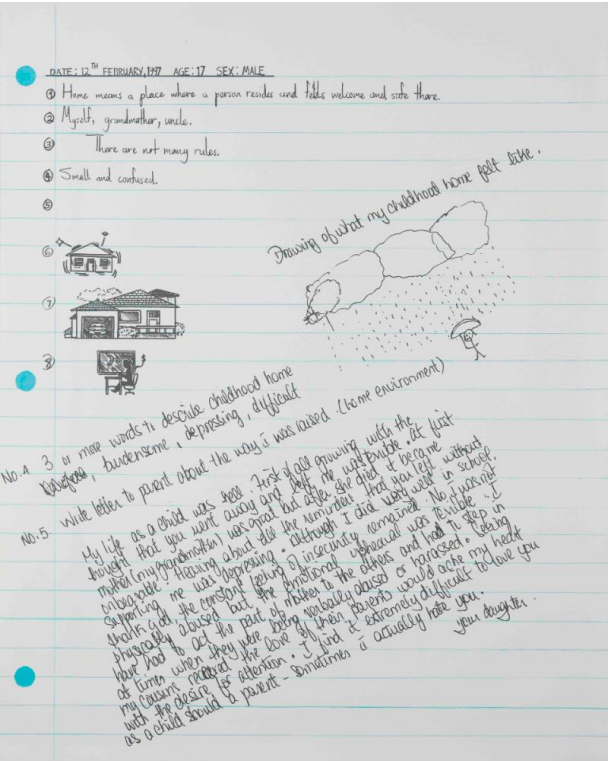 DATE: 12TH FEBRUARY, 1997 AGE: 17 SEX: MALE
① Home means a place where a person resides and feels welcome and safe there.
② Myself, grandmother, uncle.
③ There are not many rules.
④ Small and confused.
⑤
⑥
⑦
⑧
Drawing of what my childhood home felt like.
No.4 3 or more words to describe childhood home
burdensome, depressing, difficult
No.5. Write letter to parent about the way i was raised. (home environment)
My life as a child was hell. First of all growing with the
thought that you went away and left me was terrible. At first
mother (my grandmother) was great but after she died it became
unbearable. Hearing about the reminders that you left without
supporting me was depressing. Although I did very well in school
thanks God, the constant feeling of insecurity remained. No I was not
physically abused but the emotional upheaval was terrible. I
have had to act the part of mother to the others and had to step in
at times when they were being verbally abused or harassed. Seeing
my cousins the love of their parents would ache my heart
with the desire for attention. I find it extremely difficult to love you
as a child should a parent - sometimes i actually hate you.
your daughter.